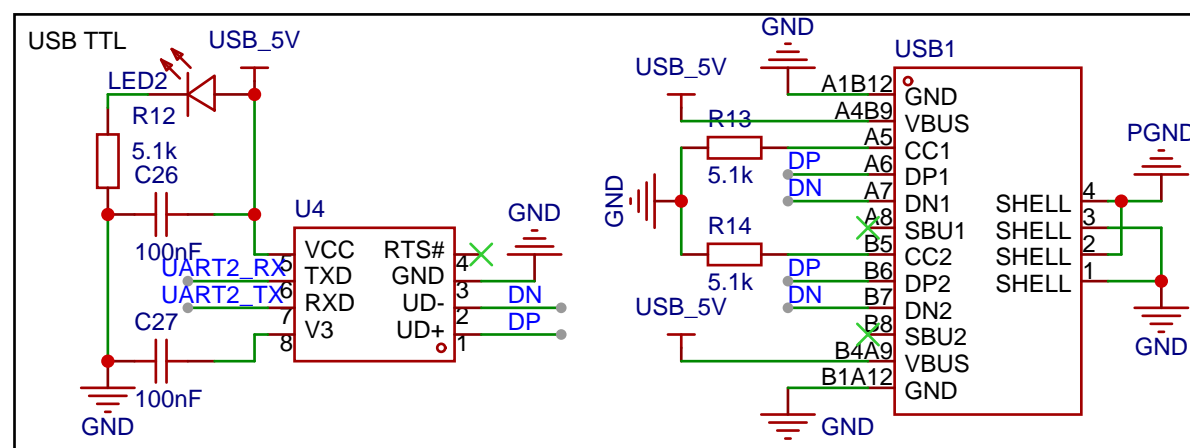 USB TTL
USB_5V
LED2
R12
5.1k
C26
100nF
UART2_RX
UART2_TX
C27
100nF
GND
U4
VCC
TXD
RXD
V3
5
6
7
8
RTS#
GND
UD-
UD+
4
3
2
1
GND
DN
DP
GND
USB_5V
R13
5.1k
GND
R14
5.1k
USB_5V
GND
DP
DN
DP
DN
USB1
A1B12 GND
A4B9 VBUS
A5 CC1
A6 DP1
A7 DN1
A8 SBU1
B5 CC2
B6 DP2
B7 DN2
B8 SBU2
B4A9 VBUS
B1A12 GND
SHELL 4
SHELL 3
SHELL 2
SHELL 1
PGND
GND